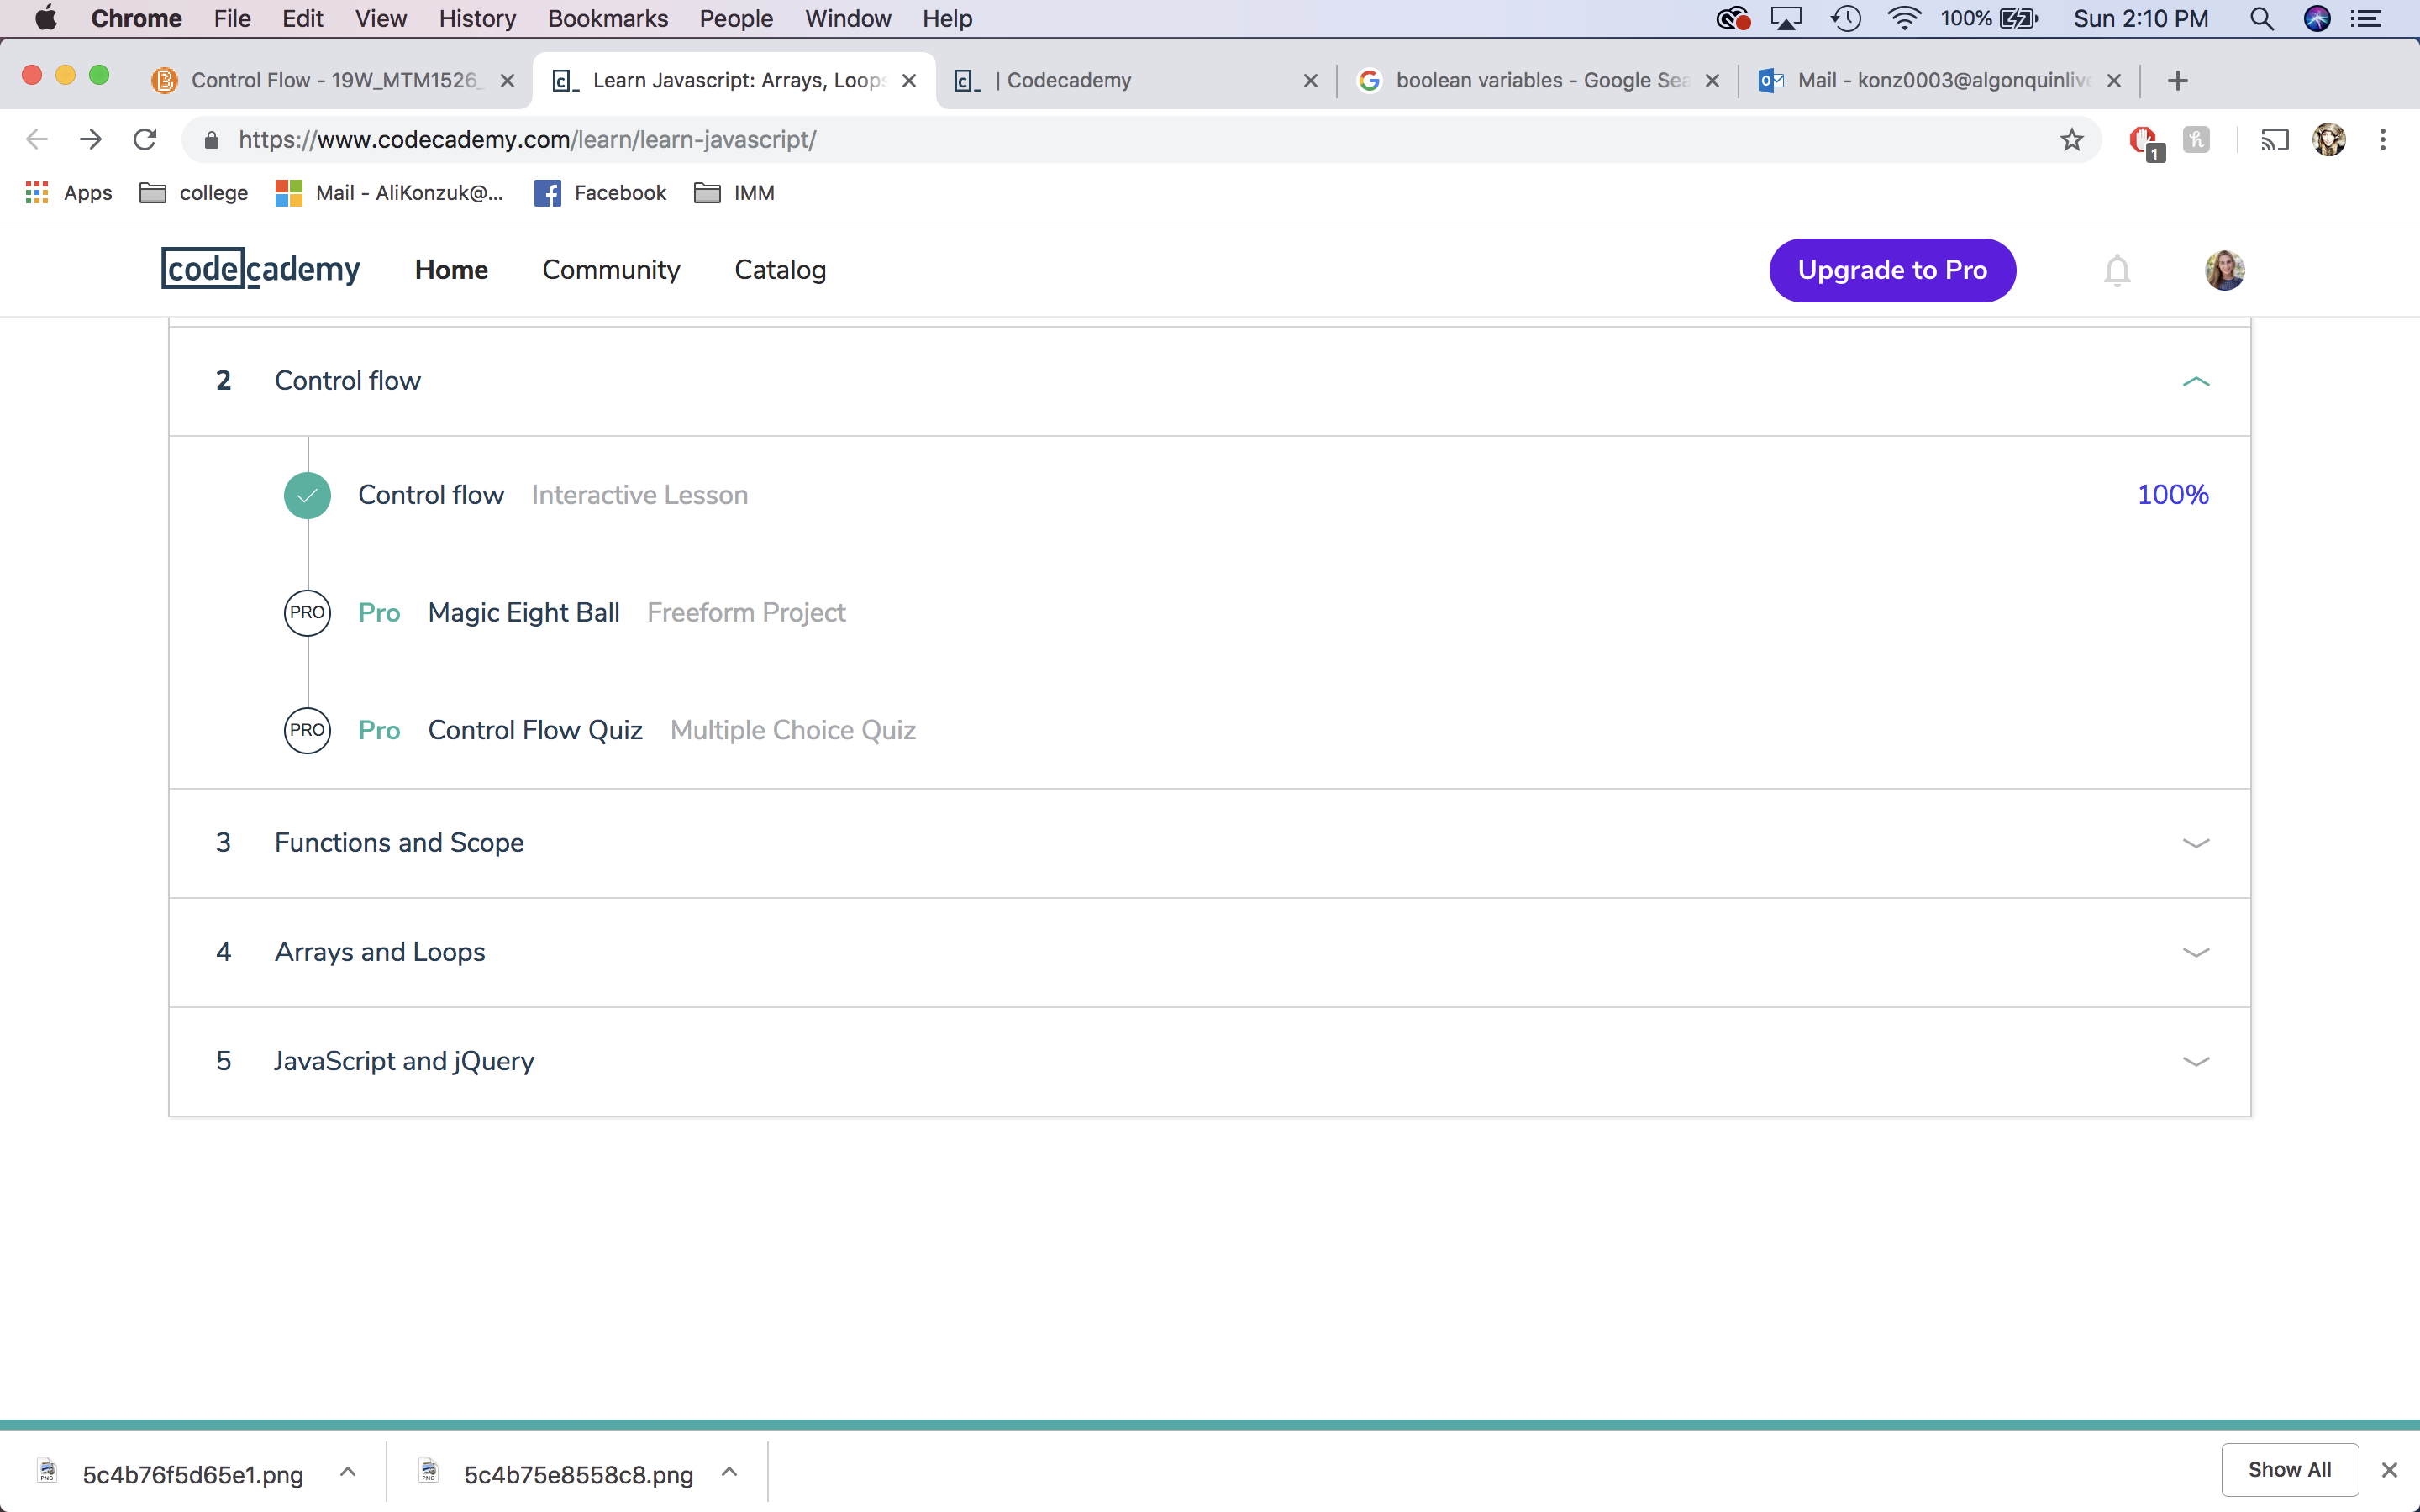 Chrome File Edit View History Bookmarks People Window Help 100% Sun 2:10 PM
Control Flow - 19W_MTM1526_ Learn Javascript: Arrays, Loops | Codecademy boolean variables - Google Sea Mail - konz0003@algonquinlive
https://www.codecademy.com/learn/learn-javascript/ 1
Apps college Mail - AliKonzuk@... Facebook IMM
codecademy Home Community Catalog Upgrade to Pro
2 Control flow
Control flow Interactive Lesson 100%
PRO Pro Magic Eight Ball Freeform Project
PRO Pro Control Flow Quiz Multiple Choice Quiz
3 Functions and Scope
4 Arrays and Loops
5 JavaScript and jQuery
5c4b76f5d65e1.png 5c4b75e8558c8.png Show All